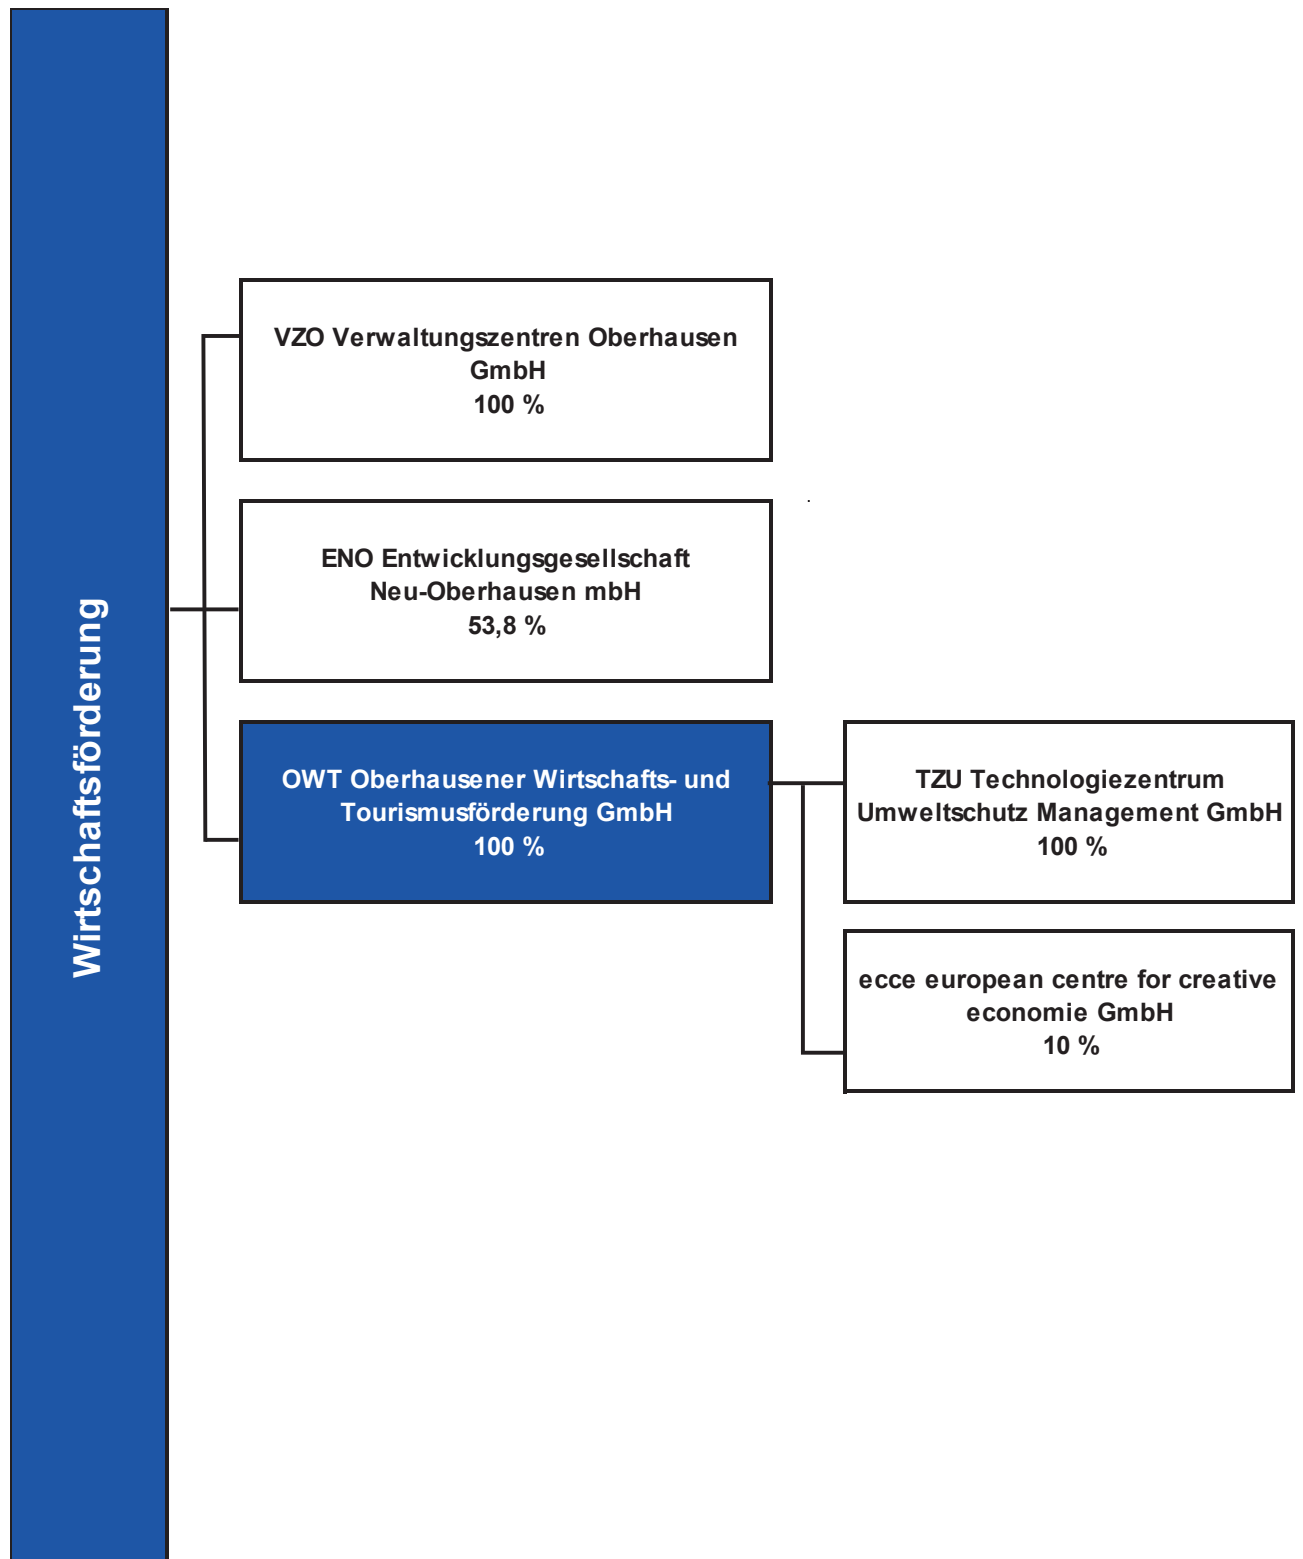 Wirtschaftsförderung
VZO Verwaltungszentren Oberhausen
GmbH
100 %
ENO Entwicklungsgesellschaft
Neu-Oberhausen mbH
53,8 %
OWT Oberhausener Wirtschafts- und
Tourismusförderung GmbH
100 %
TZU Technologiezentrum
Umweltschutz Management GmbH
100 %
ecce european centre for creative
economie GmbH
10 %